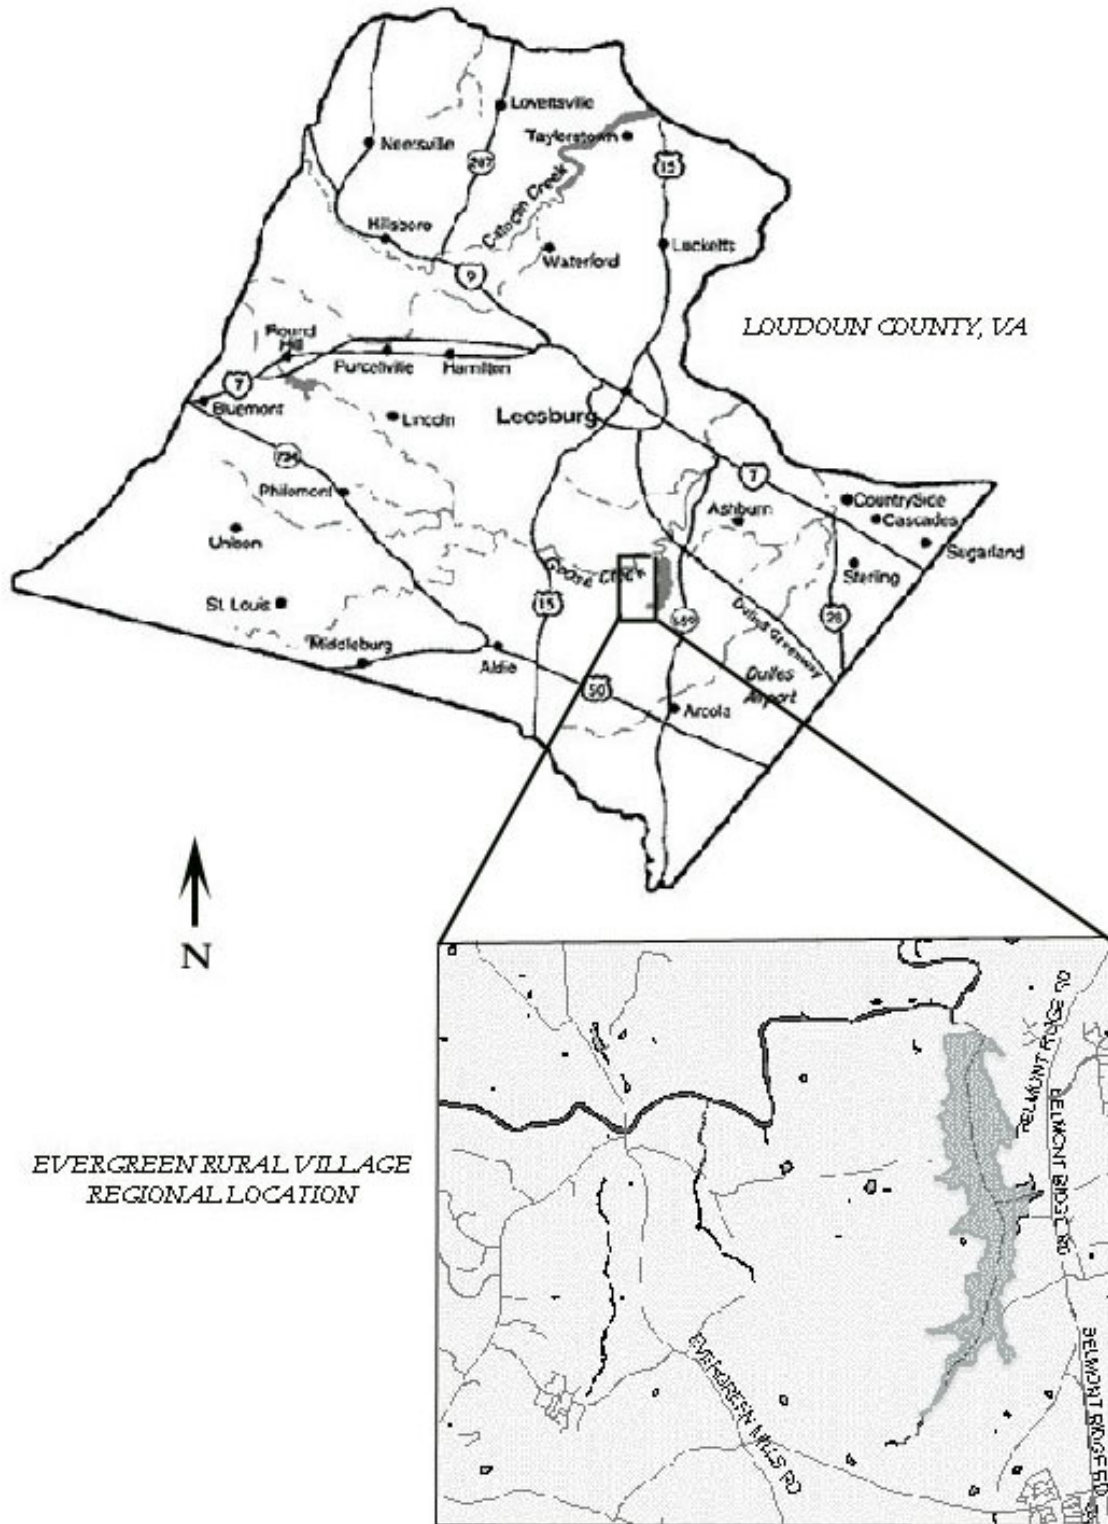 Lovettsville
Taylorstown
Neersville
287
15
Catoctin Creek
Hillsboro
Waterford
Lucketts
9
LOUDOUN COUNTY, VA
Round
Hill
Purcellville
Hamilton
7
Bluemont
Lincoln
Leesburg
734
Philomont
7
CountrySide
Ashburn
Cascades
Unison
Sugarland
Goose Creek
Sterling
St. Louis
15
659
28
Dulles Greenway
Middleburg
Aldie
Dulles
Airport
50
Arcola
N
BELMONT RIDGE RD
BELMONT RIDGE RD
EVERGREEN RURAL VILLAGE
REGIONAL LOCATION
EVERGREEN MILLS RD
BELMONT RIDGE RD